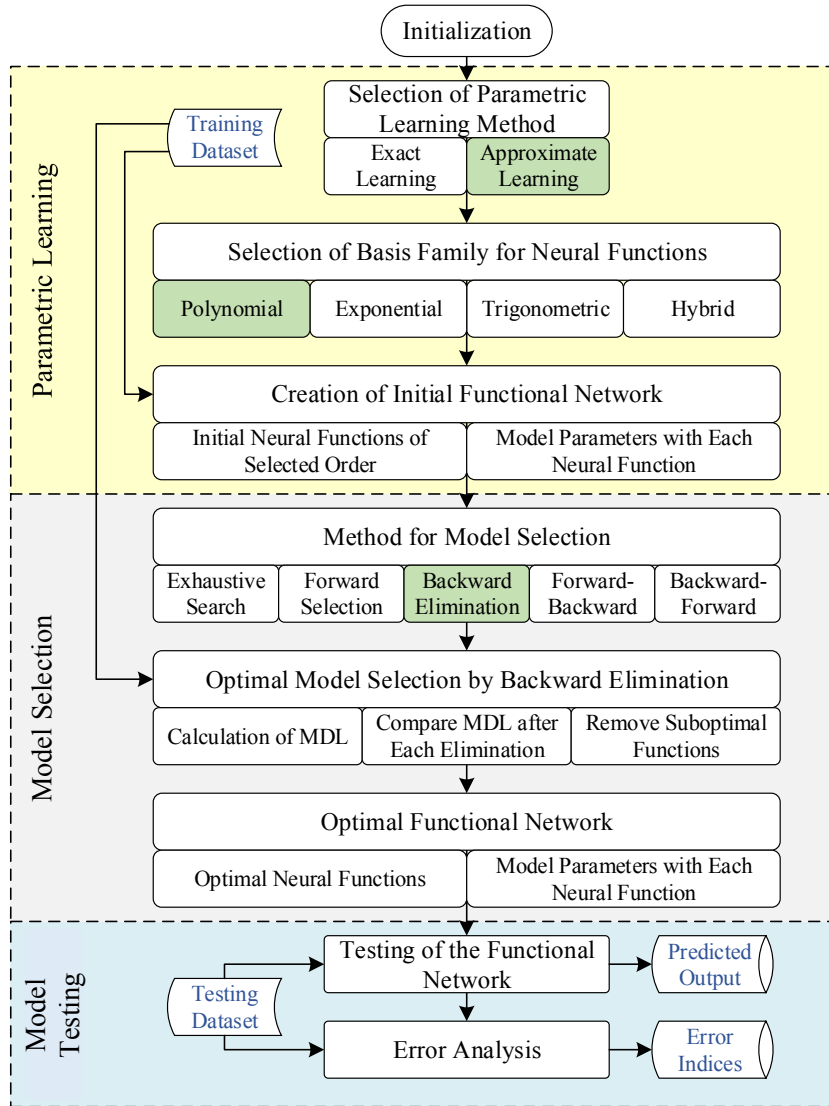 Initialization
Parametric Learning
Training
Dataset
Selection of Parametric
Learning Method
Exact
Learning
Approximate
Learning
Selection of Basis Family for Neural Functions
Polynomial
Exponential
Trigonometric
Hybrid
Creation of Initial Functional Network
Initial Neural Functions of
Selected Order
Model Parameters with Each
Neural Function
Model Selection
Method for Model Selection
Exhaustive
Search
Forward
Selection
Backward
Elimination
Forward-
Backward
Backward-
Forward
Optimal Model Selection by Backward Elimination
Calculation of MDL
Compare MDL after
Each Elimination
Remove Suboptimal
Functions
Optimal Functional Network
Optimal Neural Functions
Model Parameters with Each
Neural Function
Model
Testing
Testing
Dataset
Testing of the Functional
Network
Predicted
Output
Error Analysis
Error
Indices